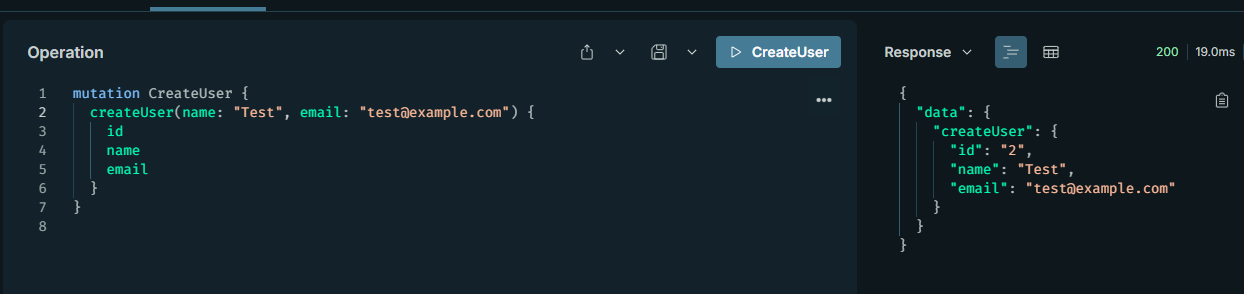 Operation
CreateUser
1 mutation CreateUser {
2 createUser(name: "Test", email: "test@example.com") {
3 id
4 name
5 email
6 }
7 }
8
Response
200
19.0ms
{
"data": {
"createUser": {
"id": "2",
"name": "Test",
"email": "test@example.com"
}
}
}